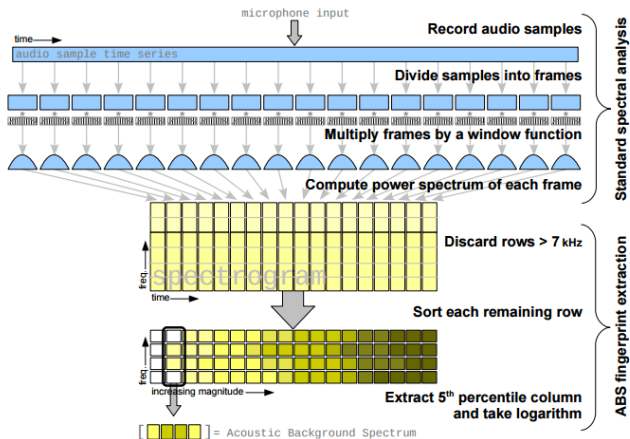 microphone input
Record audio samples
time
audio sample time series
Divide samples into frames
Multiply frames by a window function
Compute power spectrum of each frame
Standard spectral analysis
Discard rows > 7 kHz
freq.
spectrogram
time
Sort each remaining row
freq.
increasing magnitude
Extract 5th percentile column
and take logarithm
ABS fingerprint extraction
[ ] = Acoustic Background Spectrum